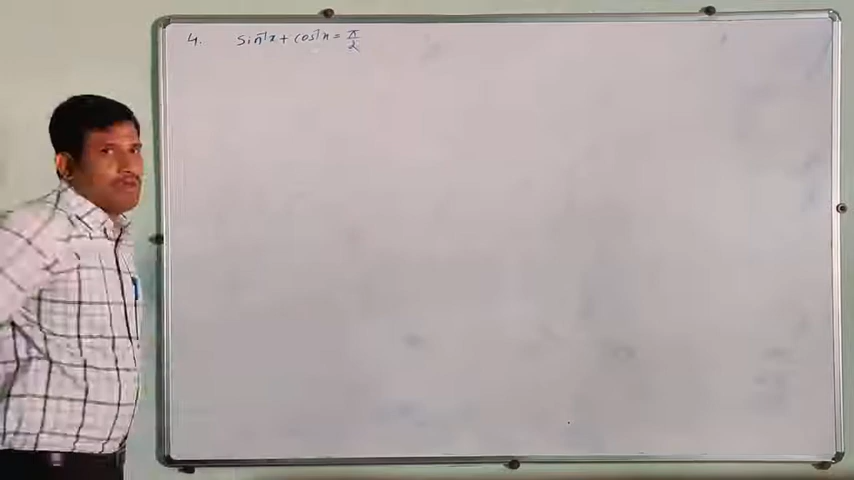 4. sin⁻¹x + cos⁻¹x = π/2